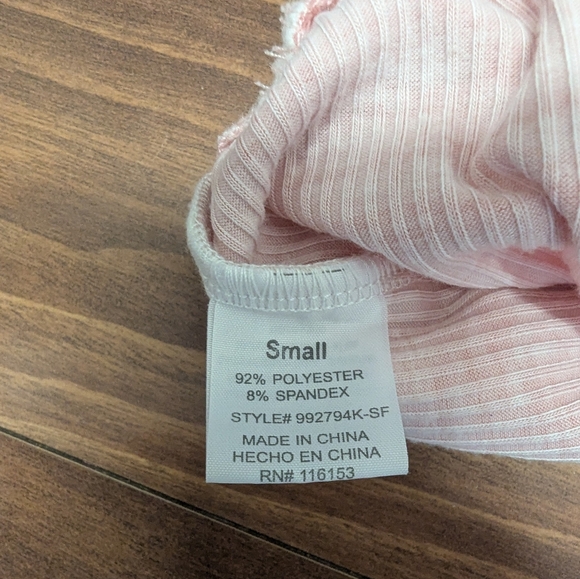 Small
92% POLYESTER
8% SPANDEX
STYLE# 992794K-SF
MADE IN CHINA
HECHO EN CHINA
RN# 116153